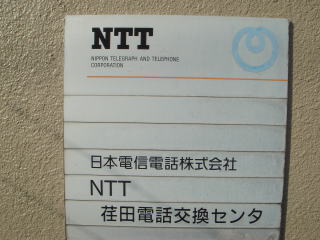 NTT
NIPPON TELEGRAPH AND TELEPHONE
CORPORATION
日本電信電話株式会社
NTT
荏田電話交換センタ